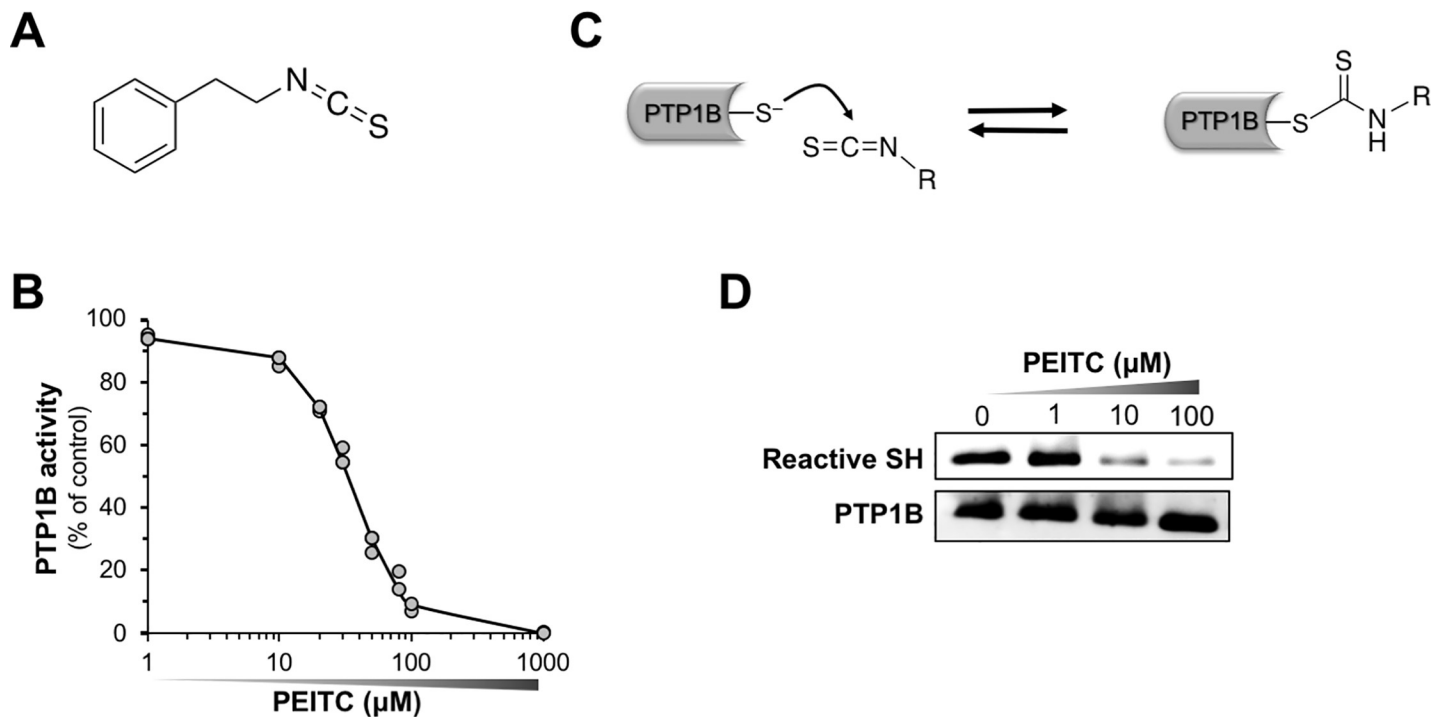 A
N
C
S
C
PTP1B
S–
S=C=N
R
PTP1B
S
S
N
H
R
B
PTP1B activity
(% of control)
100
80
60
40
20
0
1
10
100
1000
PEITC (µM)
D
PEITC (µM)
0 1 10 100
Reactive SH
PTP1B